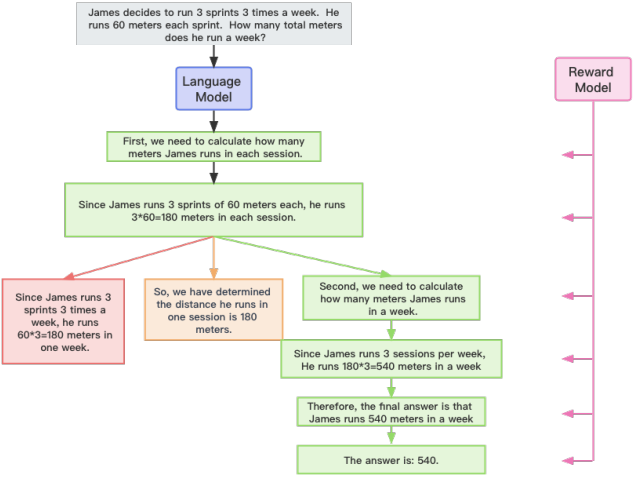 James decides to run 3 sprints 3 times a week. He
runs 60 meters each sprint. How many total meters
does he run a week?
Language
Model
Reward
Model
First, we need to calculate how many
meters James runs in each session.
Since James runs 3 sprints of 60 meters each, he runs
3*60=180 meters in each session.
Since James runs 3
sprints 3 times a
week, he runs
60*3=180 meters in
one week.
So, we have determined
the distance he runs in
one session is 180
meters.
Second, we need to calculate
how many meters James runs
in a week.
Since James runs 3 sessions per week,
He runs 180*3=540 meters in a week
Therefore, the final answer is that
James runs 540 meters in a week
The answer is: 540.